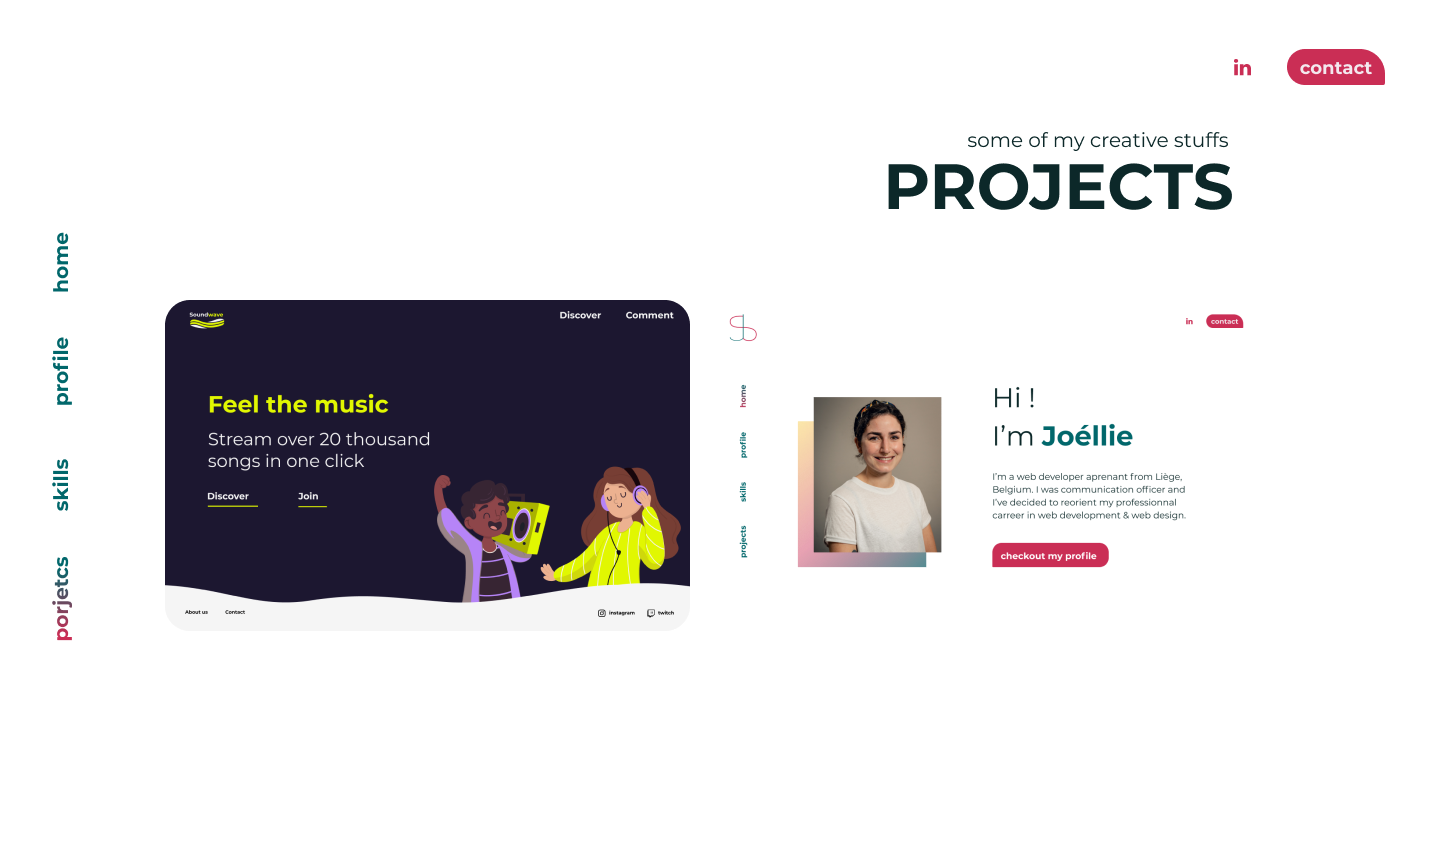 in
contact
some of my creative stuffs
PROJECTS
home
profile
skills
porjetcs
Soundwave
Discover
Comment
Feel the music
Stream over 20 thousand
songs in one click
Discover
Join
About us
Contact
instagram
twitch
in
contact
home
profile
skills
projects
Hi !
I'm Joéllie
I'm a web developer aprenant from Liège,
Belgium. I was communication officer and
I've decided to reorient my professionnal
carreer in web development & web design.
checkout my profile